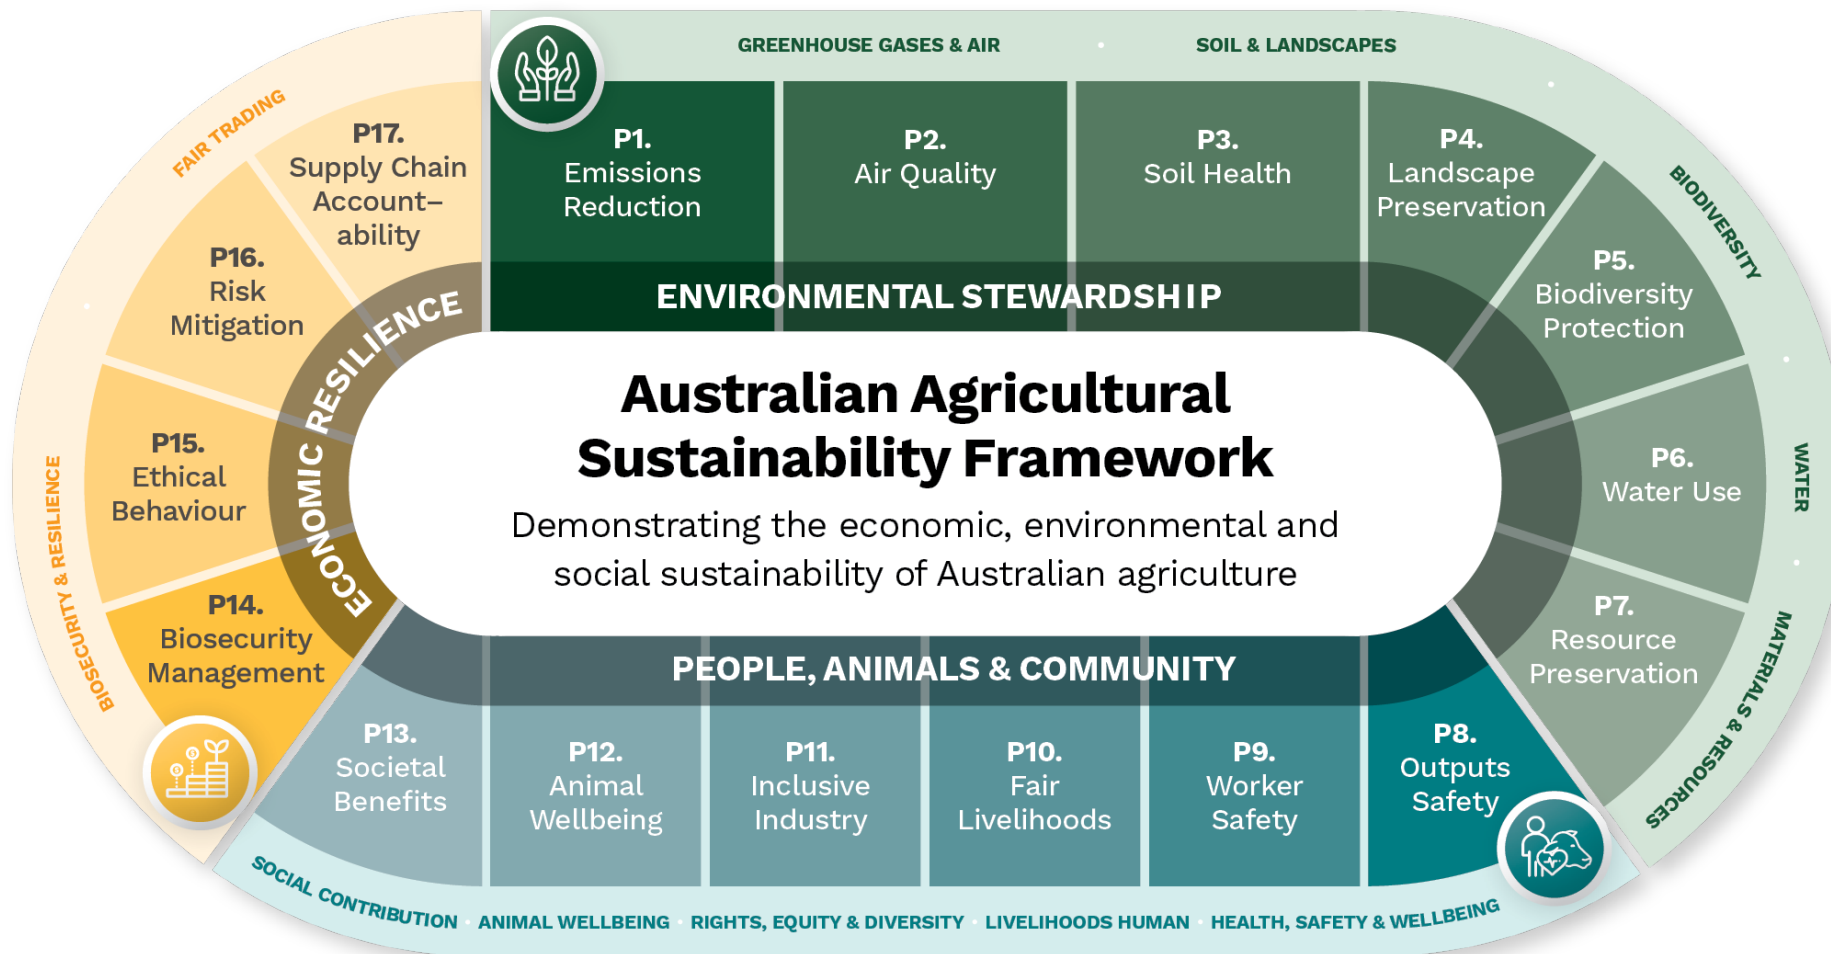 GREENHOUSE GASES & AIR
SOIL & LANDSCAPES
BIODIVERSITY
WATER
MATERIALS & RESOURCES
P1.
Emissions
Reduction
P2.
Air Quality
P3.
Soil Health
P4.
Landscape
Preservation
P5.
Biodiversity
Protection
P6.
Water Use
P7.
Resource
Preservation
ENVIRONMENTAL STEWARDSHIP
Australian Agricultural
Sustainability Framework
Demonstrating the economic, environmental and
social sustainability of Australian agriculture
PEOPLE, ANIMALS & COMMUNITY
P8.
Outputs
Safety
P9.
Worker
Safety
P10.
Fair
Livelihoods
P11.
Inclusive
Industry
P12.
Animal
Wellbeing
P13.
Societal
Benefits
SOCIAL CONTRIBUTION · ANIMAL WELLBEING · RIGHTS, EQUITY & DIVERSITY · LIVELIHOODS HUMAN · HEALTH, SAFETY & WELLBEING
ECONOMIC RESILIENCE
P14.
Biosecurity
Management
P15.
Ethical
Behaviour
P16.
Risk
Mitigation
P17.
Supply Chain
Account–
ability
BIOSECURITY & RESILIENCE
FAIR TRADING